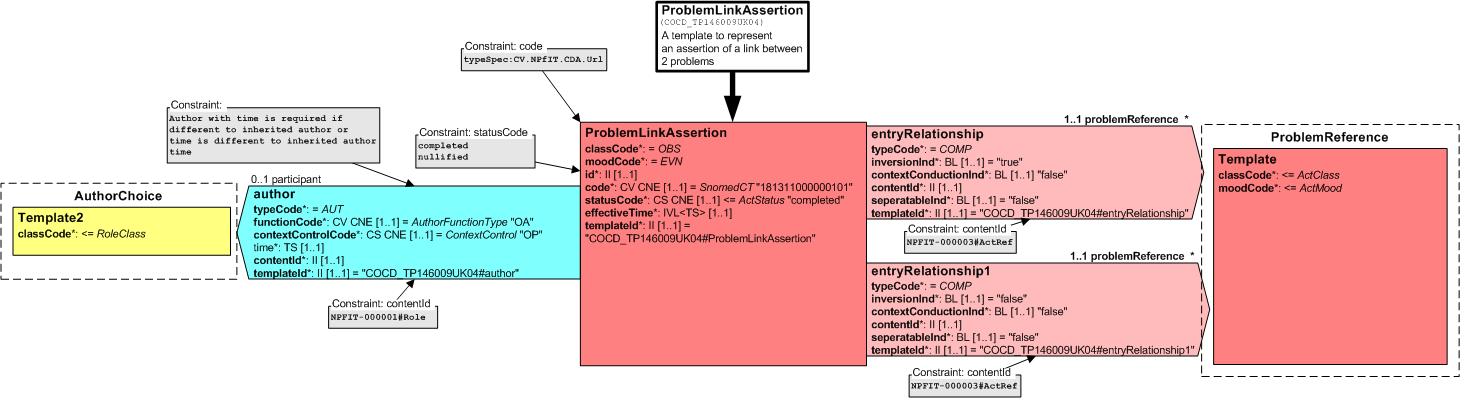 ProblemLinkAssertion
(COCD_TP146009UK04)
A template to represent
an assertion of a link between
2 problems
Constraint: code
typeSpec:CV.NPfIT.CDA.Url
Constraint:
Author with time is required if
different to inherited author or
time is different to inherited author
time
Constraint: statusCode
completed
nullified
AuthorChoice
Template2
classCode*: <= RoleClass
0..1 participant
author
typeCode*: = AUT
functionCode*: CV CNE [1..1] = AuthorFunctionType "OA"
contextControlCode*: CS CNE [1..1] = ContextControl "OP"
time*: TS [1..1]
contentId*: II [1..1]
templateId*: II [1..1] = "COCD_TP146009UK04#author"
Constraint: contentId
NPFIT-000001#Role
ProblemLinkAssertion
classCode*: = OBS
moodCode*: = EVN
id*: II [1..1]
code*: CV CNE [1..1] = SnomedCT "181311000000101"
statusCode*: CS CNE [1..1] <= ActStatus "completed"
effectiveTime*: IVL<TS> [1..1]
templateId*: II [1..1] =
"COCD_TP146009UK04#ProblemLinkAssertion"
1..1 problemReference *
entryRelationship
typeCode*: = COMP
inversionInd*: BL [1..1] = "true"
contextConductionInd*: BL [1..1] "false"
contentId*: II [1..1]
seperatableInd*: BL [1..1] = "false"
templateId*: II [1..1] = "COCD_TP146009UK04#entryRelationship"
Constraint: contentId
NPFIT-000003#ActRef
1..1 problemReference *
entryRelationship1
typeCode*: = COMP
inversionInd*: BL [1..1] = "false"
contextConductionInd*: BL [1..1] "false"
contentId*: II [1..1]
seperatableInd*: BL [1..1] = "false"
templateId*: II [1..1] = "COCD_TP146009UK04#entryRelationship1"
Constraint: contentId
NPFIT-000003#ActRef
ProblemReference
Template
classCode*: <= ActClass
moodCode*: <= ActMood